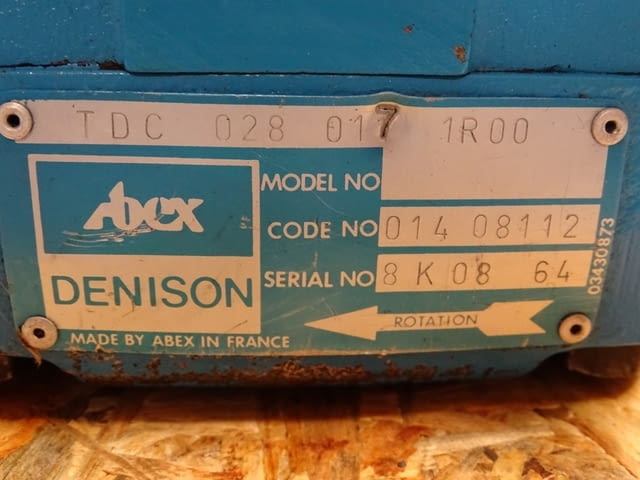 TDC 028 017 1R00
Abex
MODEL NO
CODE NO 014 08112
DENISON
SERIAL NO 8 K 08 64
03430873
ROTATION
MADE BY ABEX IN FRANCE